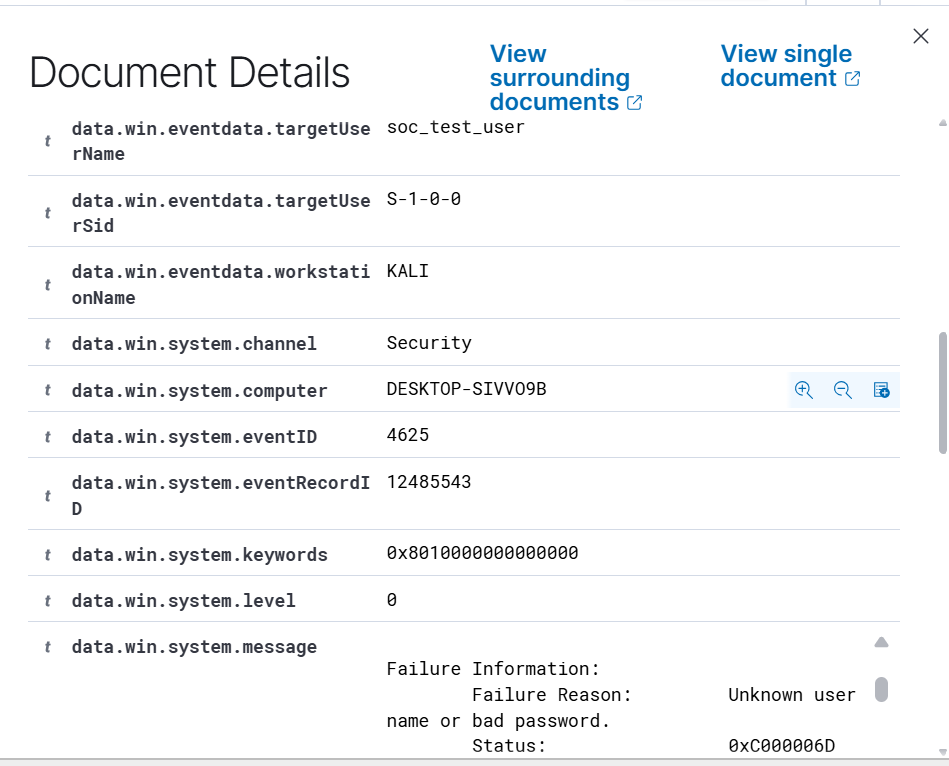 Document Details
View
surrounding
documents
View single
document
t data.win.eventdata.targetUse soc_test_user
rName
t data.win.eventdata.targetUse S-1-0-0
rSid
t data.win.eventdata.workstati KALI
onName
t data.win.system.channel Security
t data.win.system.computer DESKTOP-SIVVO9B
t data.win.system.eventID 4625
t data.win.system.eventRecordI 12485543
D
t data.win.system.keywords 0x8010000000000000
t data.win.system.level 0
t data.win.system.message
Failure Information:
Failure Reason: Unknown user
name or bad password.
Status: 0xC000006D